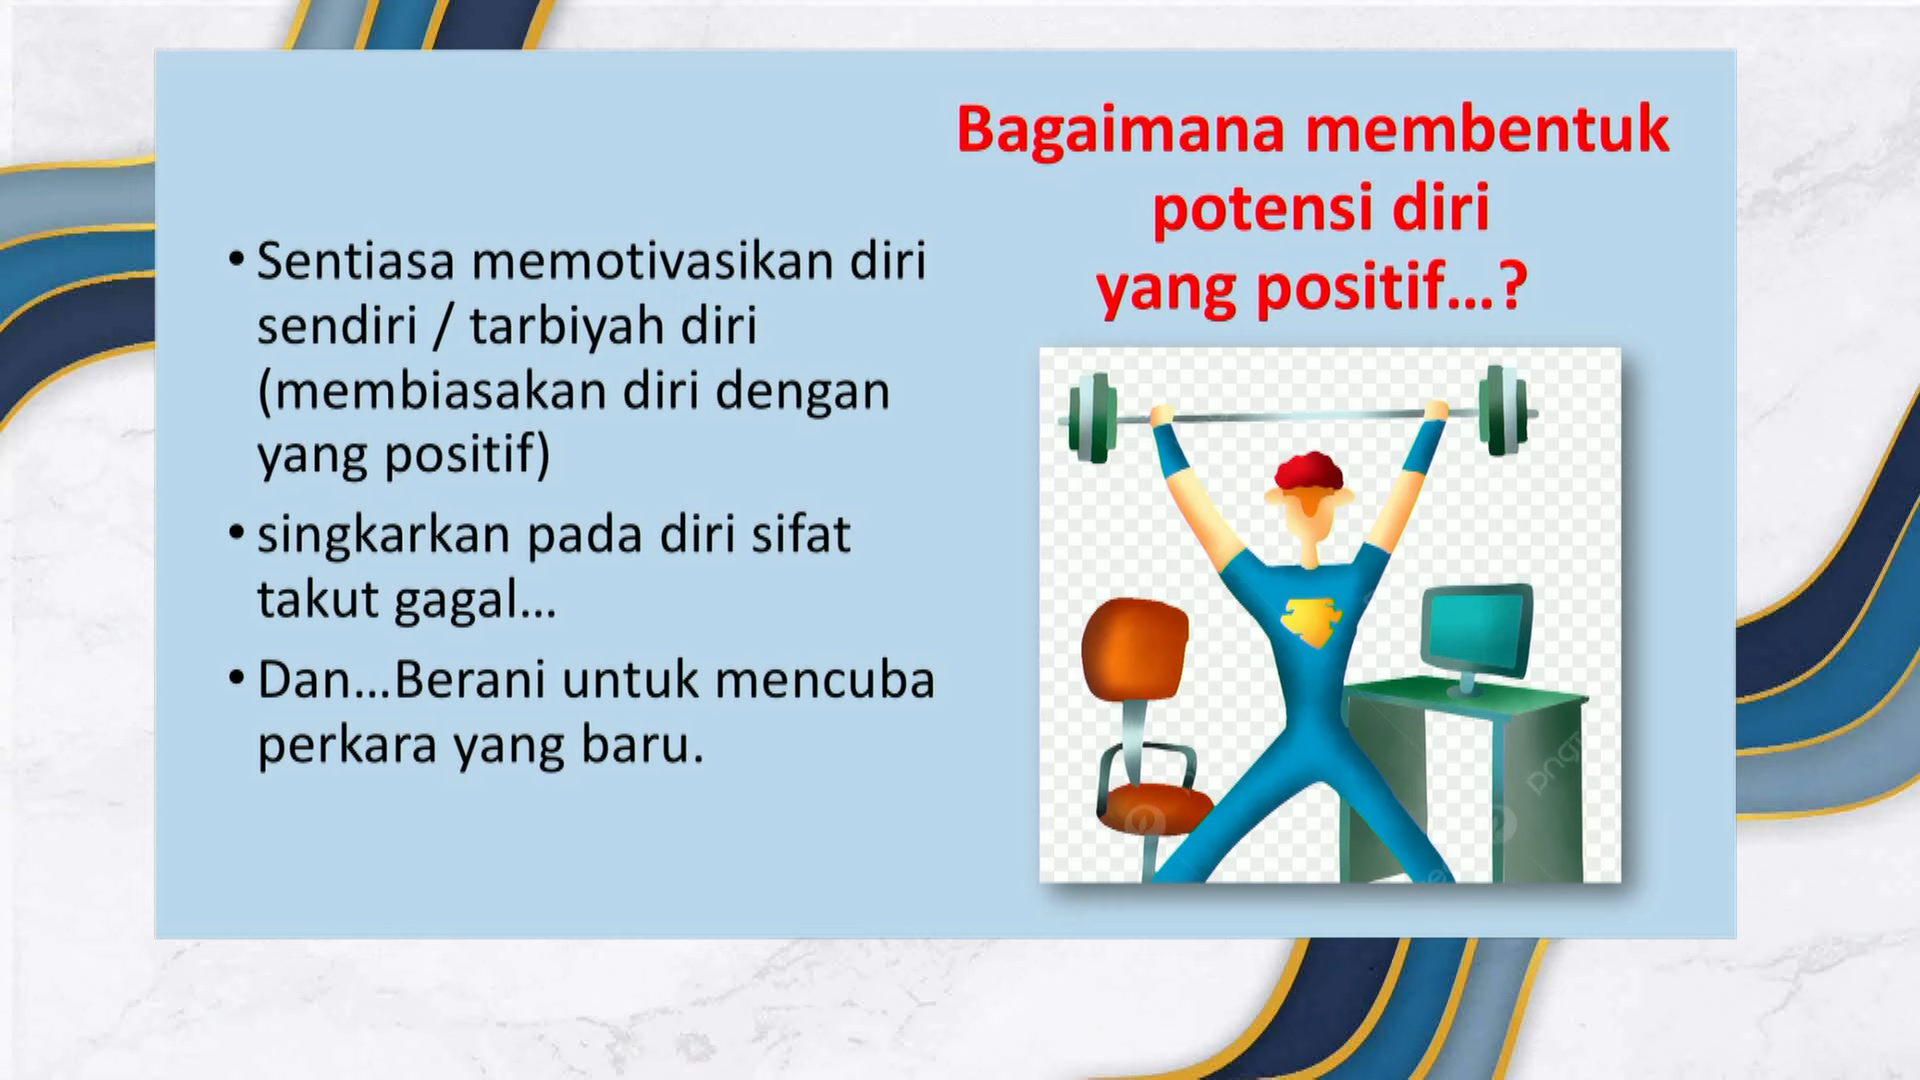 Bagaimana membentuk
potensi diri
yang positif...?
• Sentiasa memotivasikan diri
sendiri / tarbiyah diri
(membiasakan diri dengan
yang positif)
• singkarkan pada diri sifat
takut gagal...
• Dan...Berani untuk mencuba
perkara yang baru.